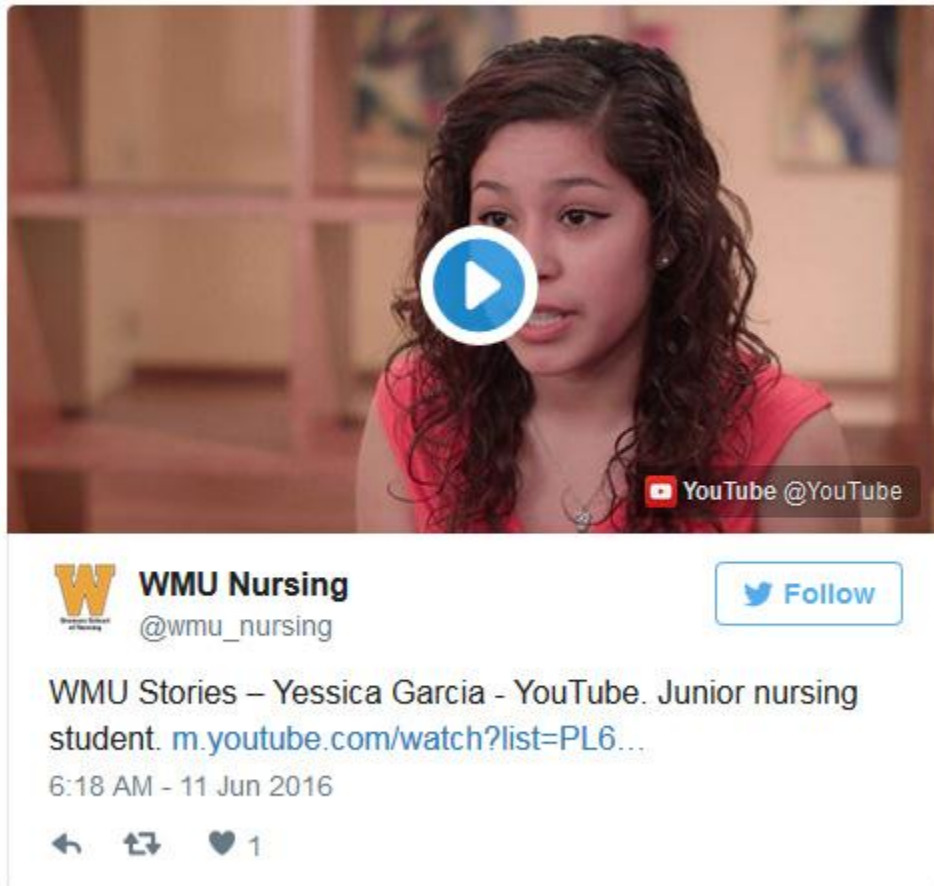 YouTube @YouTube
W
WMU Nursing
Follow
@wmu_nursing
WMU Stories – Yessica Garcia - YouTube. Junior nursing
student. m.youtube.com/watch?list=PL6…
6:18 AM - 11 Jun 2016
1